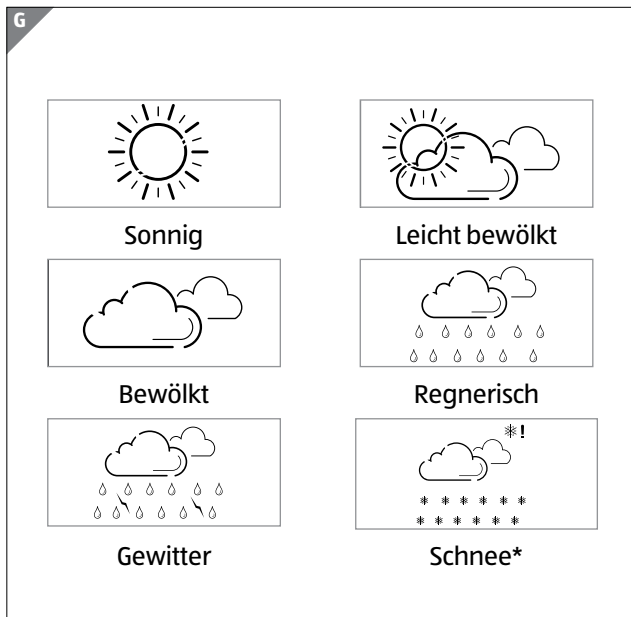 G
Sonnig
Leicht bewölkt
Bewölkt
Regnerisch
!
Gewitter
Schnee*